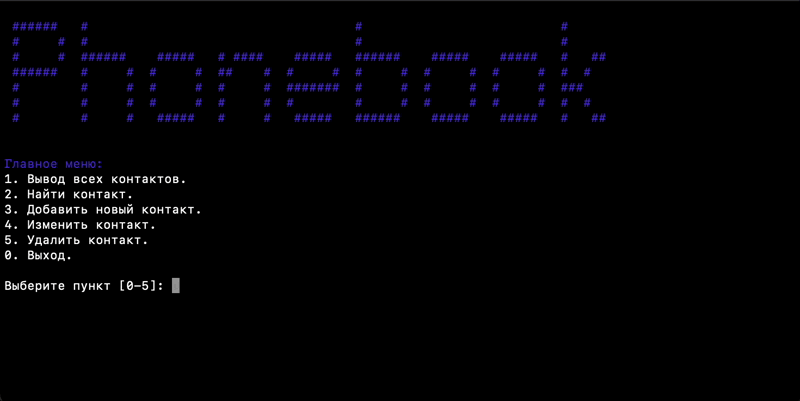 Phonebook
Главное меню:
1. Вывод всех контактов.
2. Найти контакт.
3. Добавить новый контакт.
4. Изменить контакт.
5. Удалить контакт.
0. Выход.
Выберите пункт [0-5]: